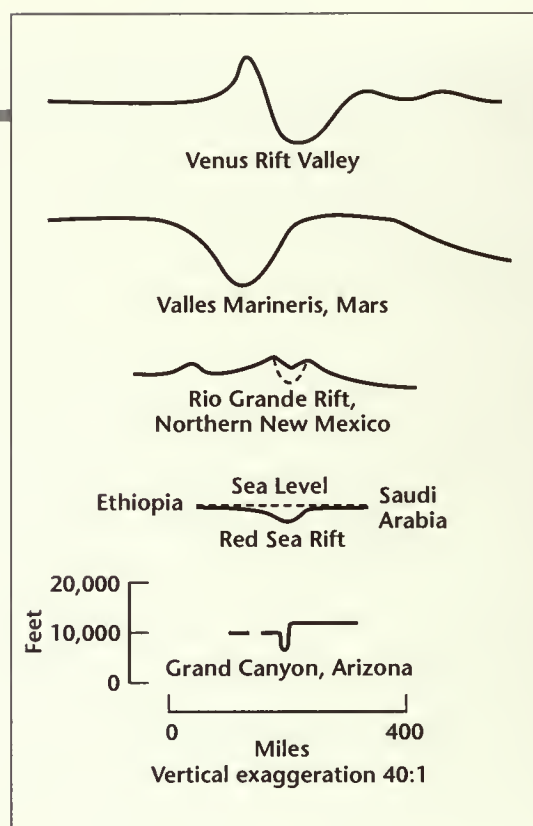 Venus Rift Valley
Valles Marineris, Mars
Rio Grande Rift,
Northern New Mexico
Ethiopia
Sea Level
Saudi
Arabia
Red Sea Rift
Feet
20,000
10,000
0
Grand Canyon, Arizona
0
400
Miles
Vertical exaggeration 40:1